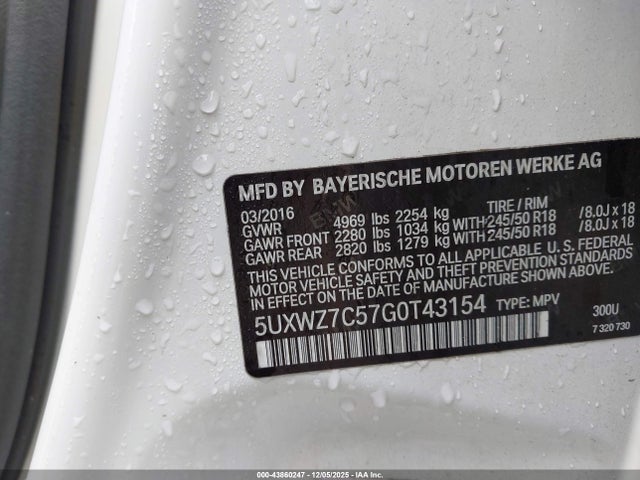 MFD BY BAYERISCHE MOTOREN WERKE AG
03/2016 TIRE / RIM
GVWR 4969 lbs 2254 kg
GAWR FRONT 2280 lbs 1034 kg WITH 245/50 R18 /8.0J x 18
GAWR REAR 2820 lbs 1279 kg WITH 245/50 R18 /8.0J x 18
THIS VEHICLE CONFORMS TO ALL APPLICABLE U. S. FEDERAL
MOTOR VEHICLE SAFETY AND THEFT PREVENTION STANDARDS
IN EFFECT ON THE DATE OF MANUFACTURE SHOWN ABOVE.
5UXWZ7C57G0T43154 TYPE: MPV 300U
7 320 730
BMW
000-43860247 - 12/05/2025 - IAA Inc.